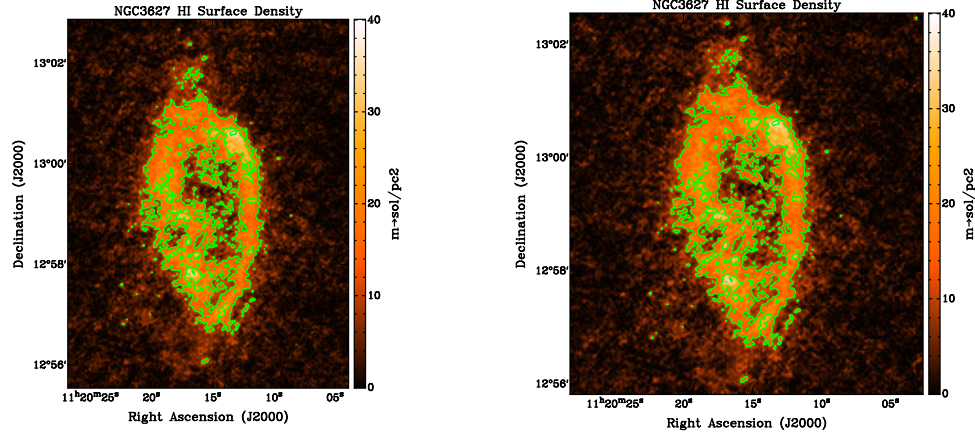 NGC3627 HI Surface Density
40
30
20
10
0
m→sol/pc2
13°02'
13°00'
12°58'
12°56'
Declination (J2000)
11h20m25s 20s 15s 10s 05s
Right Ascension (J2000)
NGC3627 HI Surface Density
40
30
20
10
0
m→sol/pc2
13°02'
13°00'
12°58'
12°56'
Declination (J2000)
11h20m25s 20s 15s 10s 05s
Right Ascension (J2000)